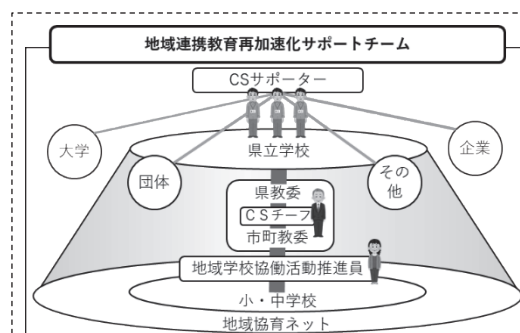 地域連携教育再加速化サポートチーム
CSサポーター
大学
企業
県立学校
団体
その
他
県教委
CSチーフ
市町教委
地域学校協働活動推進員
小・中学校
地域協育ネット